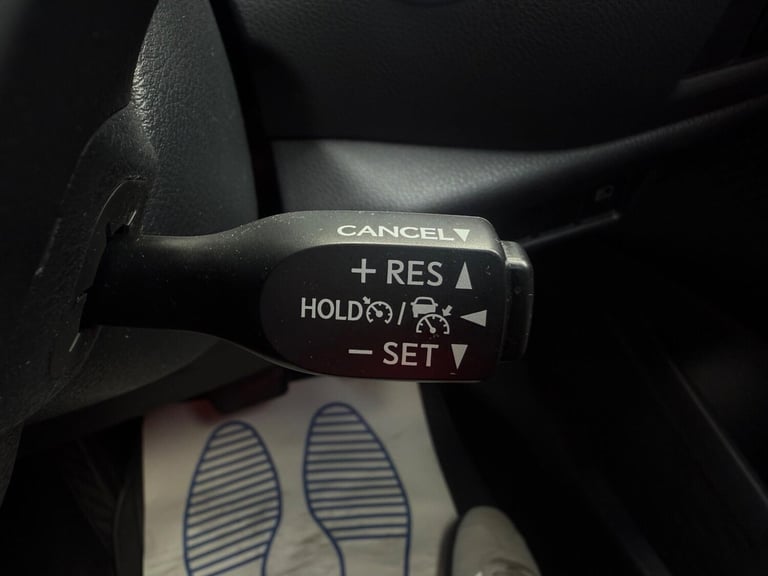 CANCEL▼
+ RES ▲
HOLD / ◀
− SET ▼